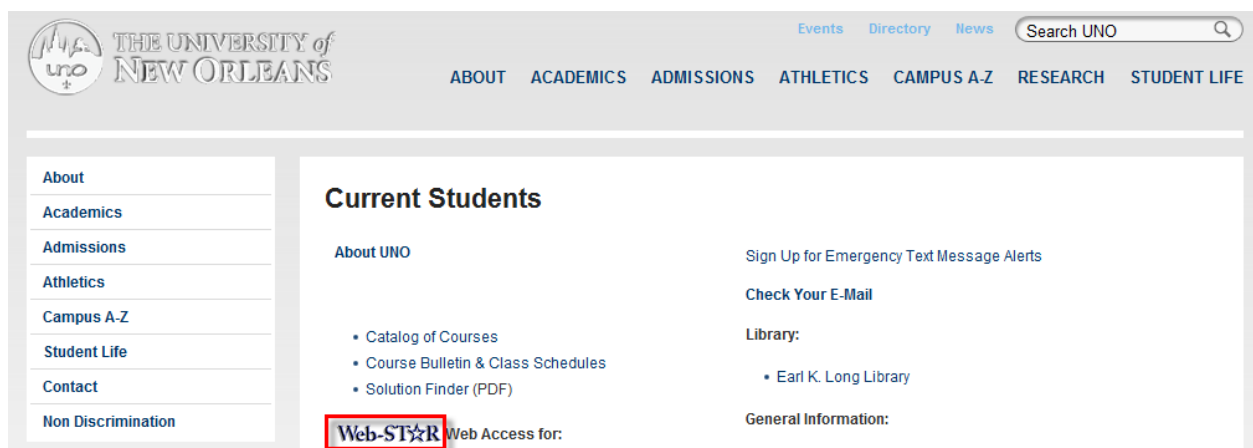 Events Directory News Search UNO
uno
THE UNIVERSITY of
NEW ORLEANS
ABOUT ACADEMICS ADMISSIONS ATHLETICS CAMPUS A-Z RESEARCH STUDENT LIFE
About
Academics
Admissions
Athletics
Campus A-Z
Student Life
Contact
Non Discrimination
Current Students
About UNO
• Catalog of Courses
• Course Bulletin & Class Schedules
• Solution Finder (PDF)
Web-ST☆R Web Access for:
Sign Up for Emergency Text Message Alerts
Check Your E-Mail
Library:
• Earl K. Long Library
General Information: